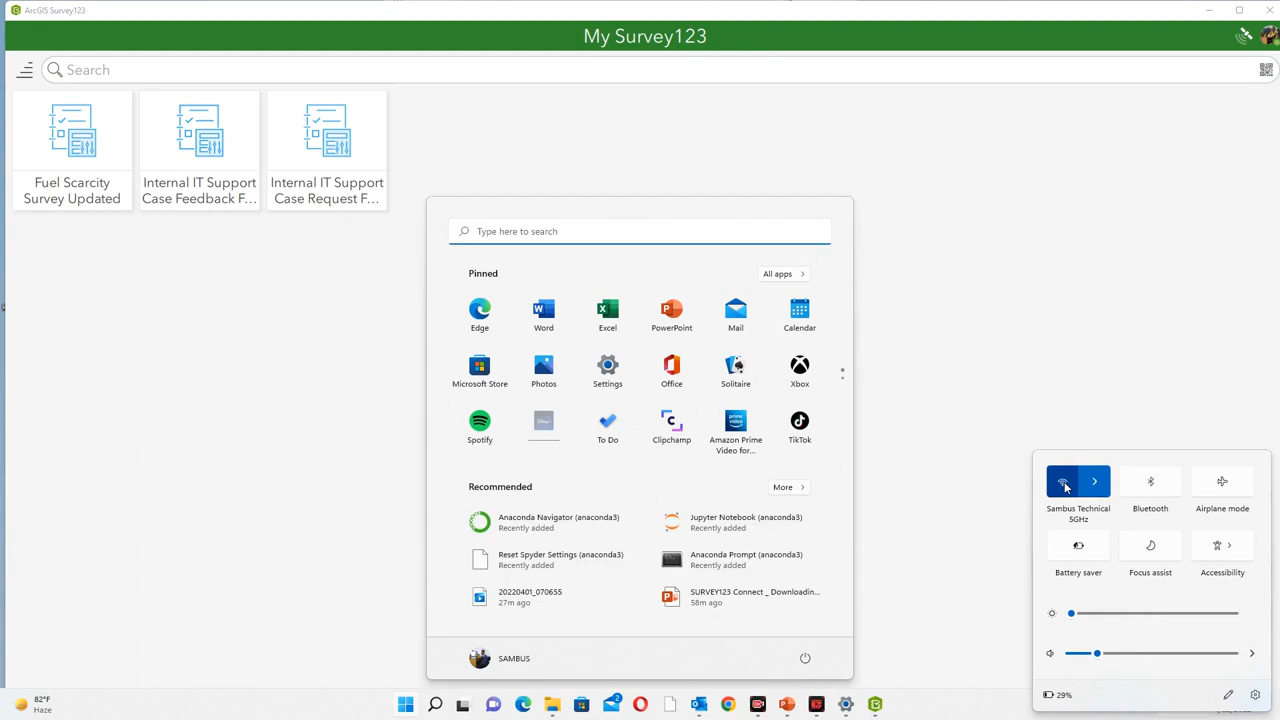 ArcGIS Survey123
My Survey123
Search
Fuel Scarcity
Survey Updated
Internal IT Support
Case Feedback F...
Internal IT Support
Case Request F...
Type here to search
Pinned
All apps
Edge
Word
Excel
PowerPoint
Mail
Calendar
Microsoft Store
Photos
Settings
Office
Solitaire
Xbox
Spotify
To Do
Clipchamp
Amazon Prime
Video for...
TikTok
Recommended
More
Anaconda Navigator (anaconda3)
Recently added
Jupyter Notebook (anaconda3)
Recently added
Reset Spyder Settings (anaconda3)
Recently added
Anaconda Prompt (anaconda3)
Recently added
20220401_070655
27m ago
SURVEY123 Connect _ Downloadin...
58m ago
SAMBUS
Sambus Technical
5GHz
Bluetooth
Airplane mode
Battery saver
Focus assist
Accessibility
29%
82°F
Haze
2